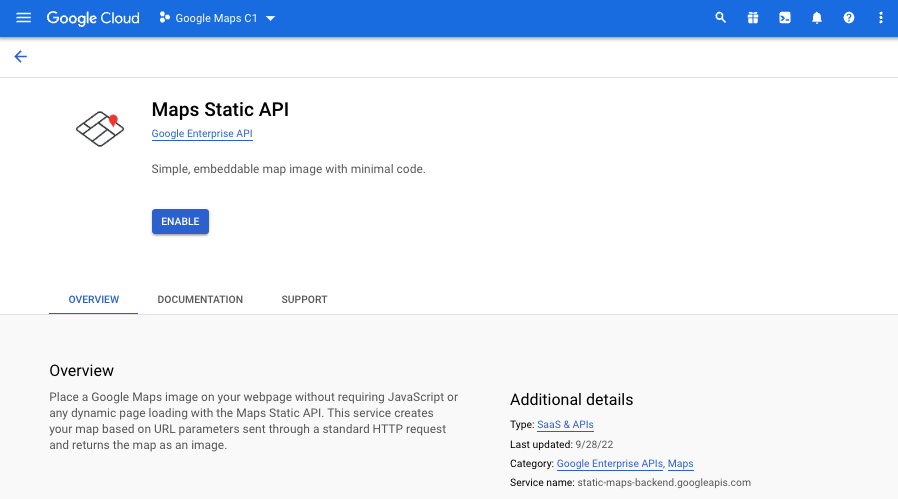 Google Cloud
Google Maps C1
Maps Static API
Google Enterprise API
Simple, embeddable map image with minimal code.
ENABLE
OVERVIEW DOCUMENTATION SUPPORT
Overview
Place a Google Maps image on your webpage without requiring JavaScript or
any dynamic page loading with the Maps Static API. This service creates
your map based on URL parameters sent through a standard HTTP request
and returns the map as an image.
Additional details
Type: SaaS & APIs
Last updated: 9/28/22
Category: Google Enterprise APIs, Maps
Service name: static-maps-backend.googleapis.com